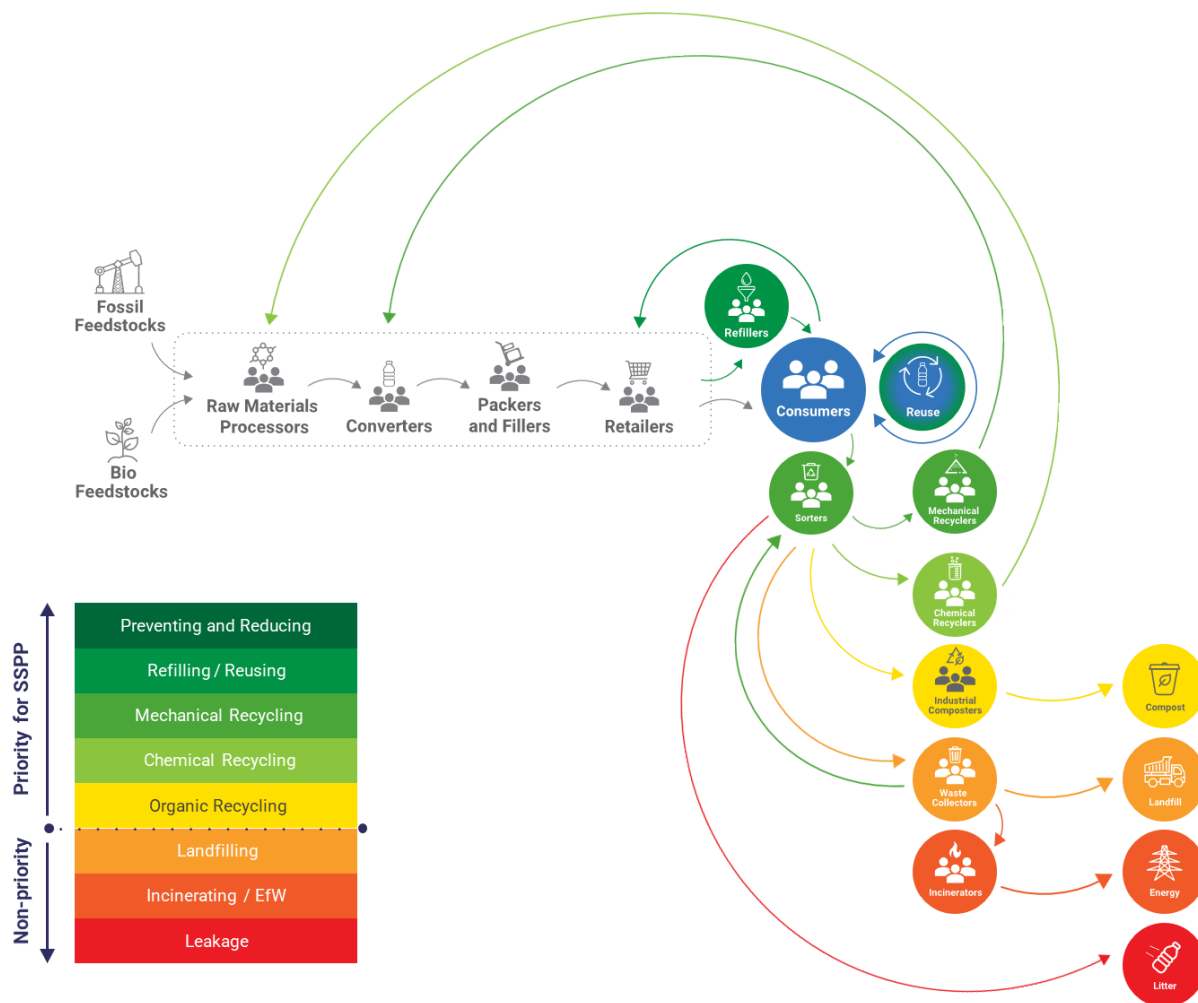 Fossil
Feedstocks
Bio
Feedstocks
Raw Materials
Processors
Converters
Packers
and Fillers
Retailers
Refillers
Consumers
Reuse
Sorters
Mechanical
Recyclers
Chemical
Recyclers
Industrial
Composters
Compost
Waste
Collectors
Landfill
Incinerators
Energy
Litter
Priority for SSPP
Non-priority
Preventing and Reducing
Refilling / Reusing
Mechanical Recycling
Chemical Recycling
Organic Recycling
Landfilling
Incinerating / EfW
Leakage